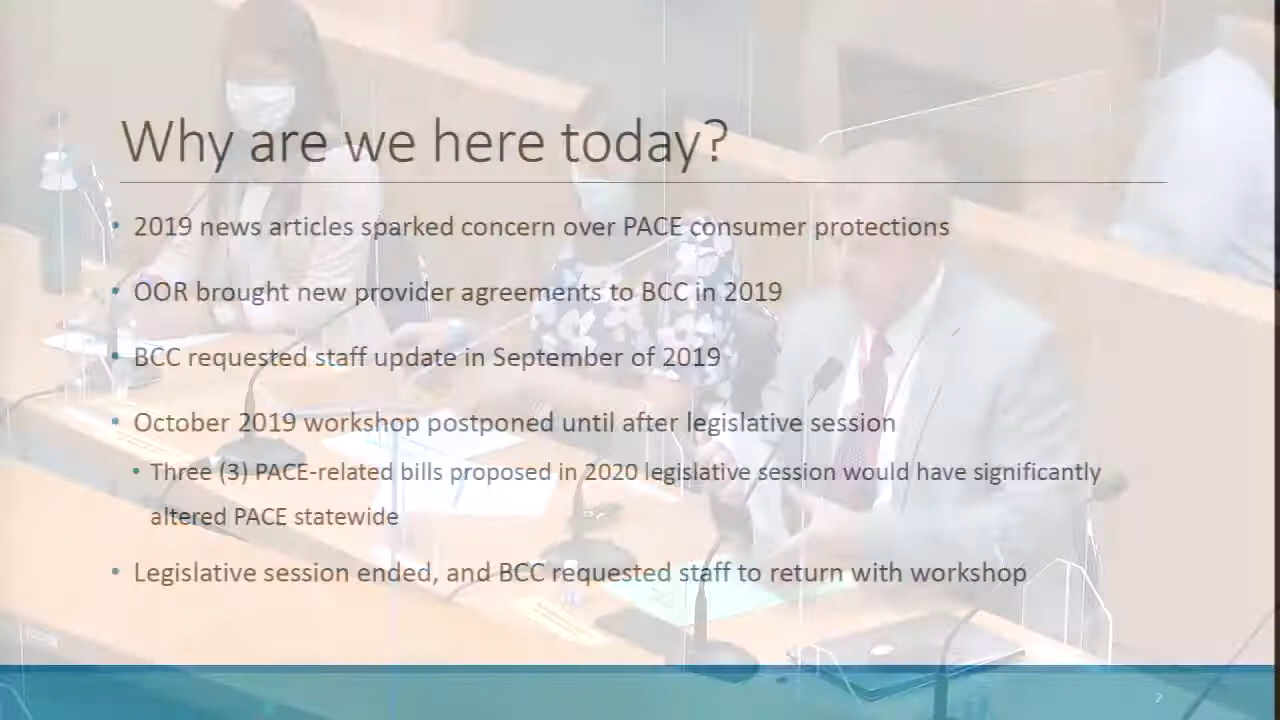 Why are we here today?
2019 news articles sparked concern over PACE consumer protections
OOR brought new provider agreements to BCC in 2019
BCC requested staff update in September of 2019
October 2019 workshop postponed until after legislative session
Three (3) PACE-related bills proposed in 2020 legislative session would have significantly
altered PACE statewide
Legislative session ended, and BCC requested staff to return with workshop
2